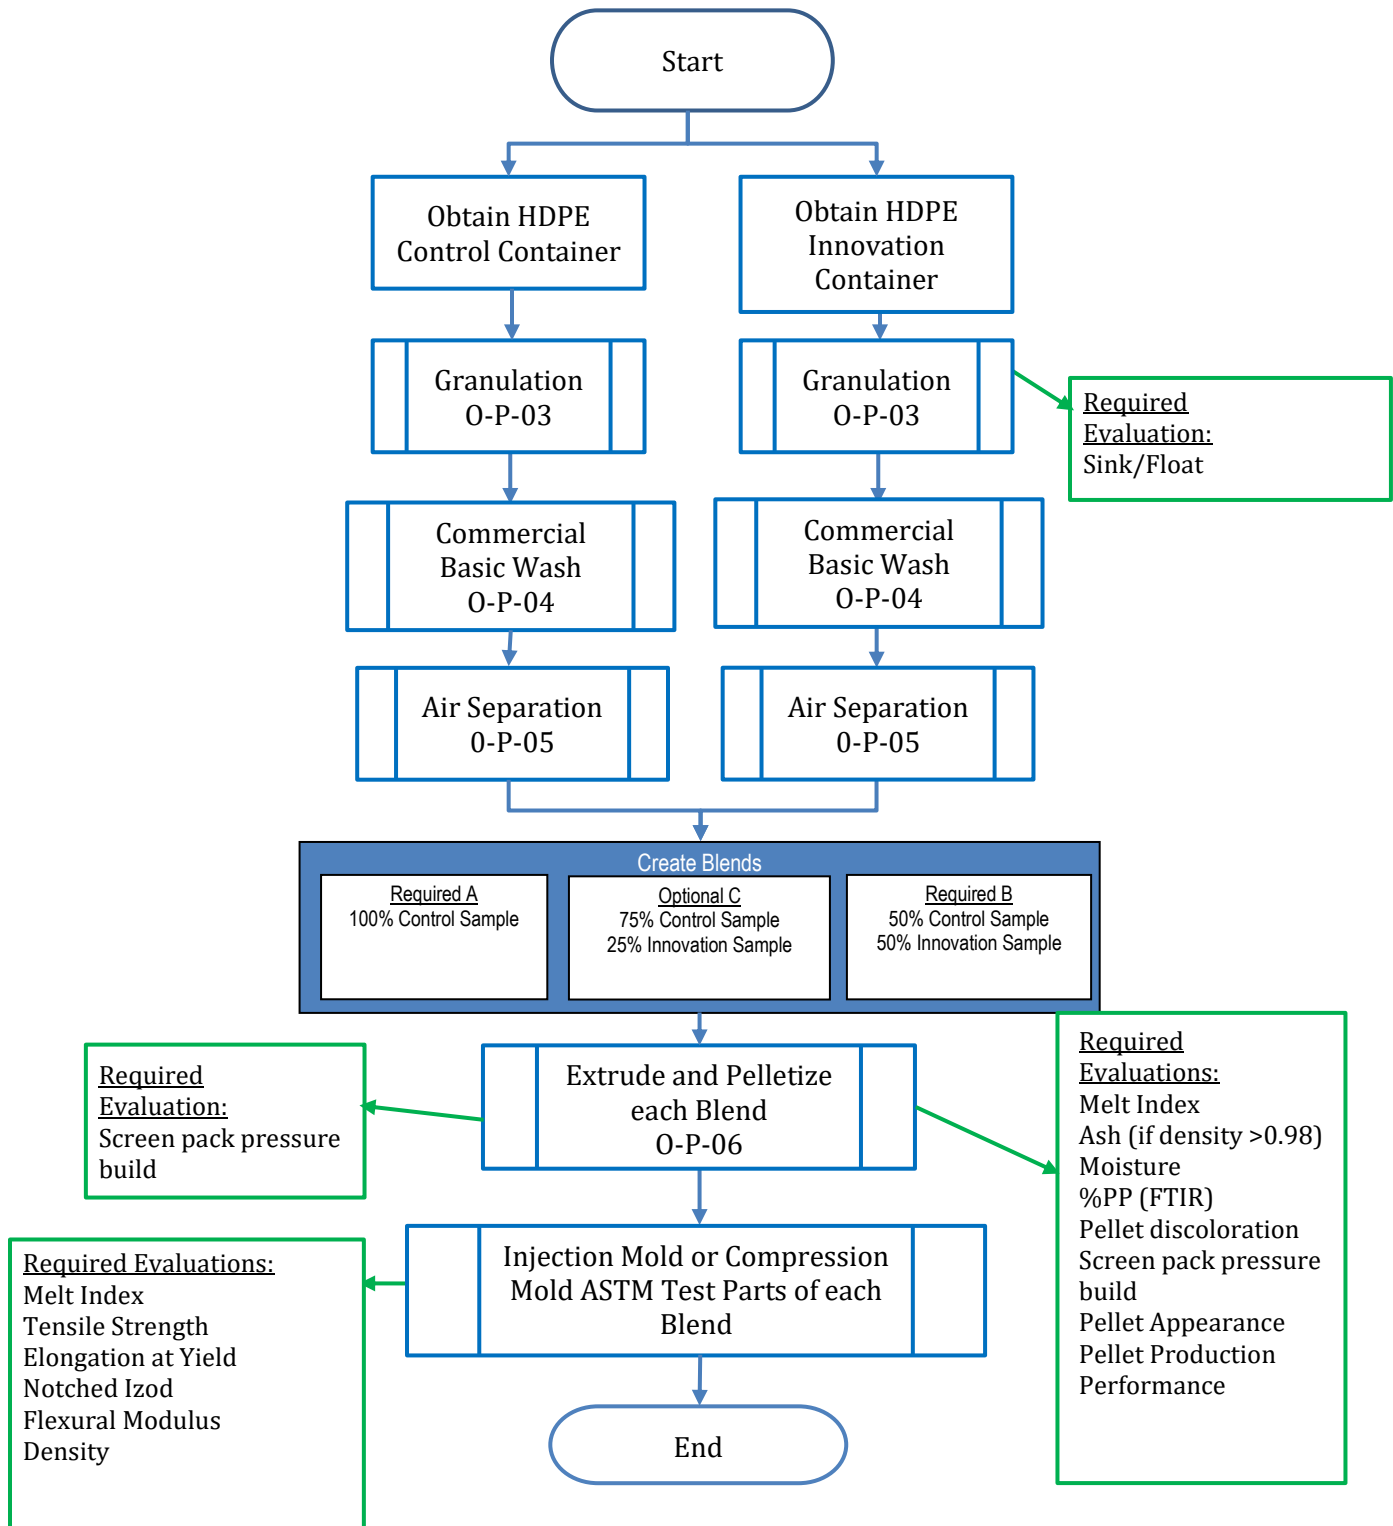 Start
Obtain HDPE
Control Container
Obtain HDPE
Innovation
Container
Granulation
O-P-03
Granulation
O-P-03
Required
Evaluation:
Sink/Float
Commercial
Basic Wash
O-P-04
Commercial
Basic Wash
O-P-04
Air Separation
0-P-05
Air Separation
0-P-05
Create Blends
Required A
100% Control Sample
Optional C
75% Control Sample
25% Innovation Sample
Required B
50% Control Sample
50% Innovation Sample
Required
Evaluation:
Screen pack pressure
build
Extrude and Pelletize
each Blend
O-P-06
Required
Evaluations:
Melt Index
Ash (if density >0.98)
Moisture
%PP (FTIR)
Pellet discoloration
Screen pack pressure
build
Pellet Appearance
Pellet Production
Performance
Required Evaluations:
Melt Index
Tensile Strength
Elongation at Yield
Notched Izod
Flexural Modulus
Density
Injection Mold or Compression
Mold ASTM Test Parts of each
Blend
End